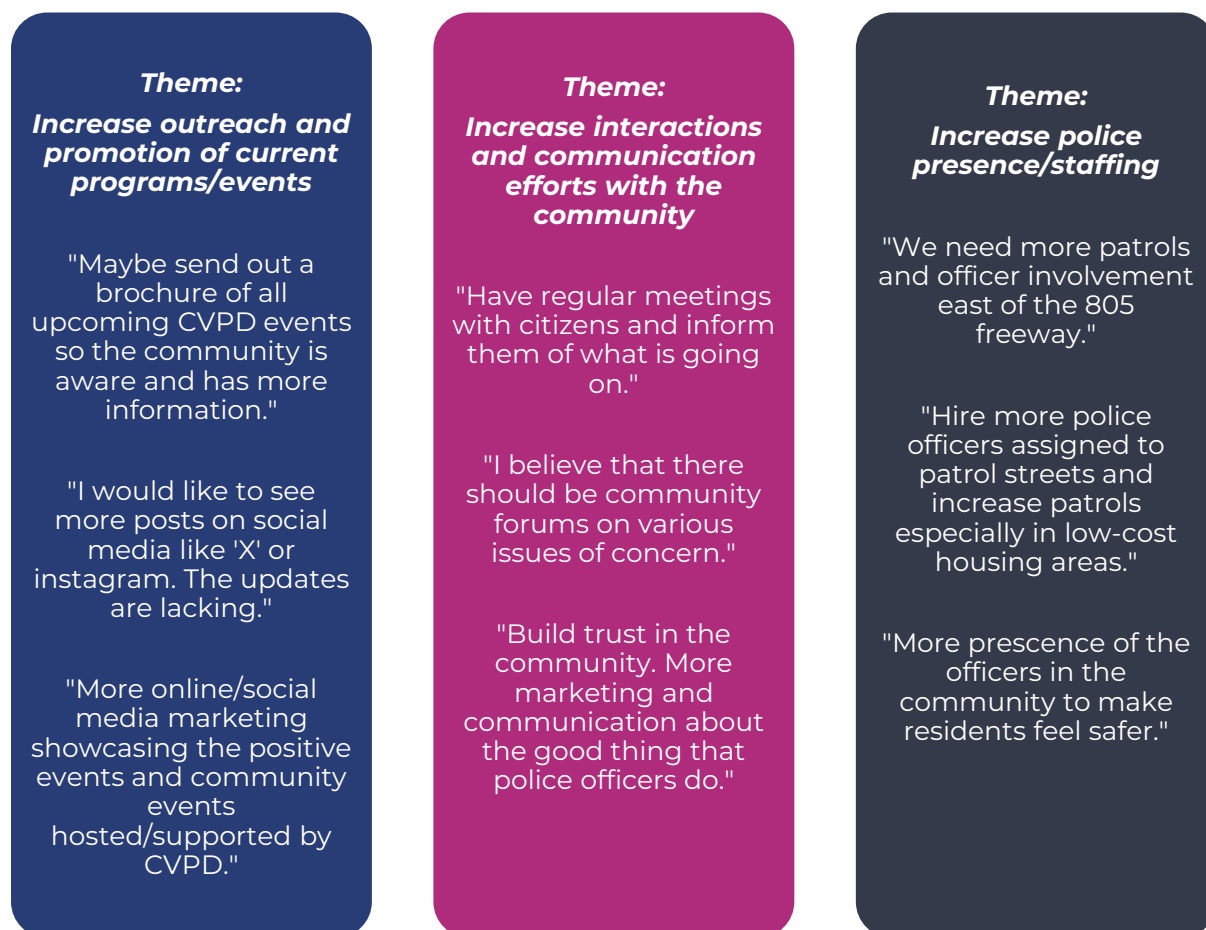 Theme:
Increase outreach and
promotion of current
programs/events
"Maybe send out a
brochure of all
upcoming CVPD events
so the community is
aware and has more
information."
"I would like to see
more posts on social
media like 'X' or
instagram. The updates
are lacking."
"More online/social
media marketing
showcasing the positive
events and community
events
hosted/supported by
CVPD."
Theme:
Increase interactions
and communication
efforts with the
community
"Have regular meetings
with citizens and inform
them of what is going
on."
"I believe that there
should be community
forums on various
issues of concern."
"Build trust in the
community. More
marketing and
communication about
the good thing that
police officers do."
Theme:
Increase police
presence/staffing
"We need more patrols
and officer involvement
east of the 805
freeway."
"Hire more police
officers assigned to
patrol streets and
increase patrols
especially in low-cost
housing areas."
"More prescence of the
officers in the
community to make
residents feel safer."